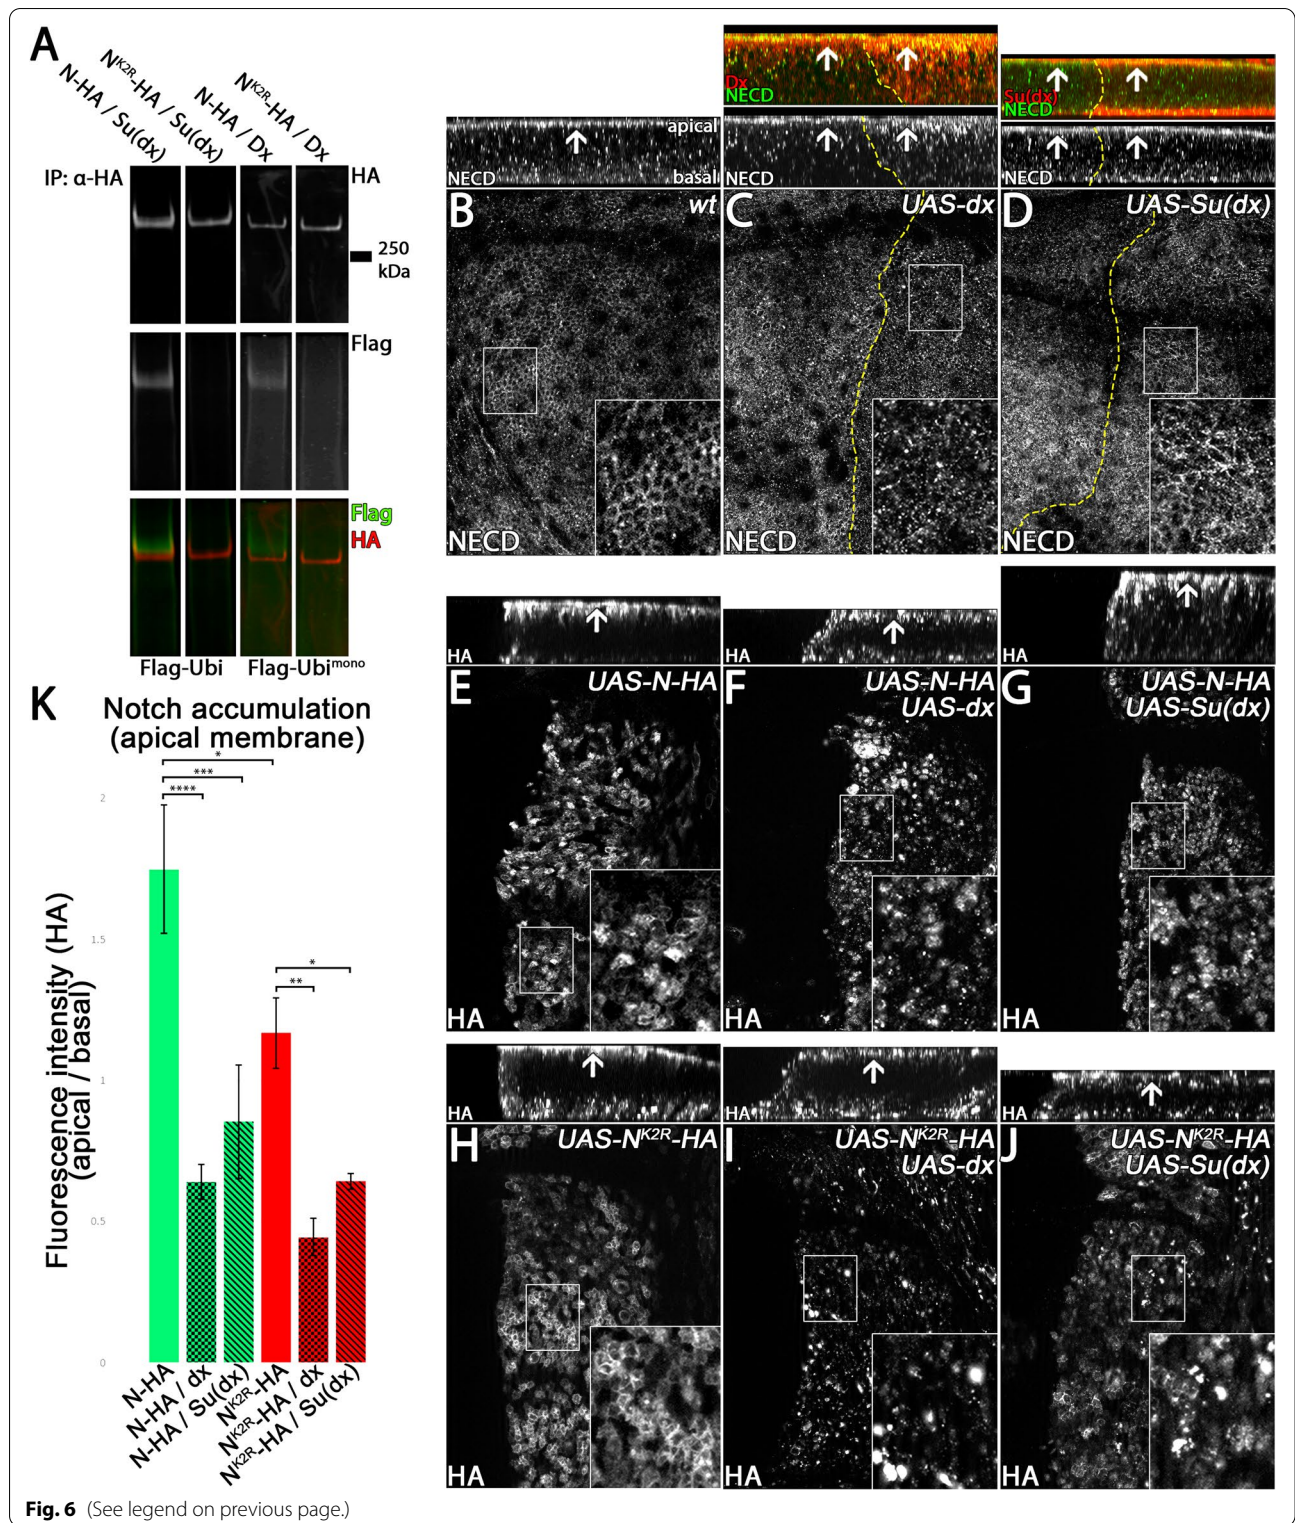 A
N-HA / Su(dx)
N^K2R-HA / Su(dx)
N-HA / Dx
N^K2R-HA / Dx
IP: α-HA
HA
250
kDa
Flag
Flag
HA
Flag-Ubi
Flag-Ubi^mono
apical
basal
NECD
B
wt
NECD
Dx
NECD
NECD
C
UAS-dx
NECD
Su(dx)
NECD
NECD
D
UAS-Su(dx)
NECD
HA
E
UAS-N-HA
HA
HA
F
UAS-N-HA
UAS-dx
HA
HA
G
UAS-N-HA
UAS-Su(dx)
HA
HA
H
UAS-N^K2R-HA
HA
HA
I
UAS-N^K2R-HA
UAS-dx
HA
HA
J
UAS-N^K2R-HA
UAS-Su(dx)
HA
K
Notch accumulation
(apical membrane)
*
***
****
*
**
2
1.5
1
0.5
0
Fluorescence intensity (HA)
(apical / basal)
N-HA
N-HA / dx
N-HA / Su(dx)
N^K2R-HA
N^K2R-HA / dx
N^K2R-HA / Su(dx)
Fig. 6 (See legend on previous page.)